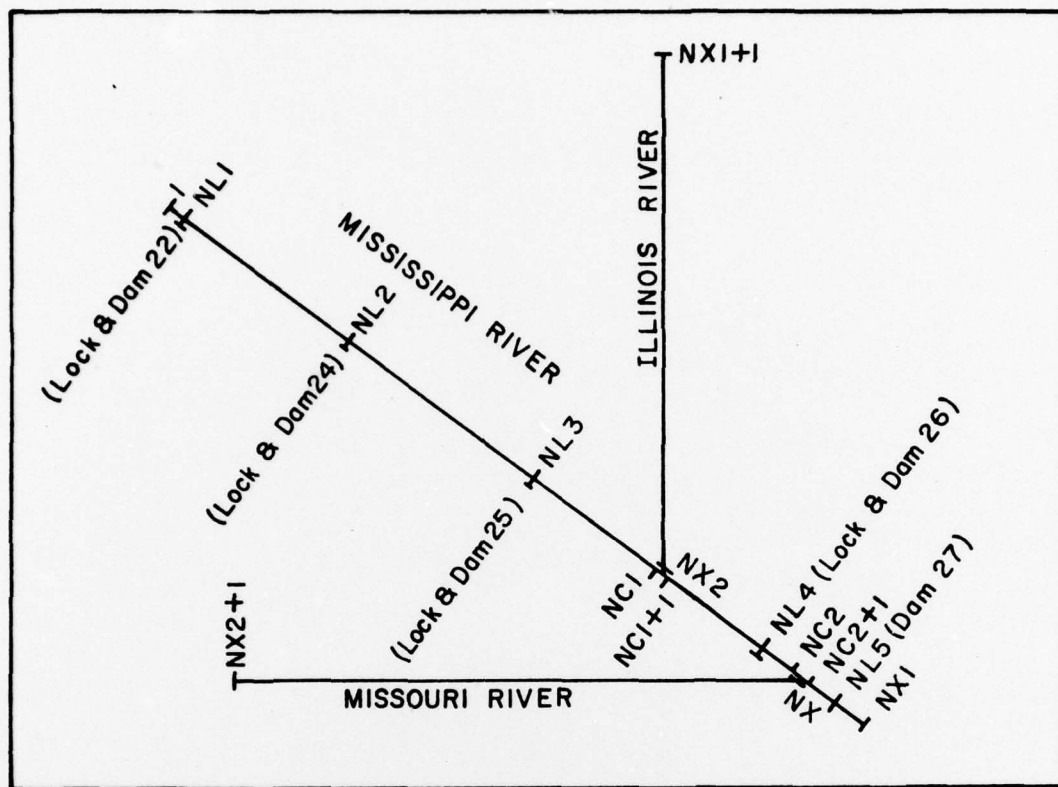 NX1+1
ILLINOIS RIVER
1
NL1
(Lock & Dam 22)
MISSISSIPPI RIVER
NL2
(Lock & Dam 24)
NL3
(Lock & Dam 25)
NX2
NC1
NC1+1
NL4 (Lock & Dam 26)
NC2
NC2+1
NL5 (Dam 27)
NX1
NX
NX2+1
MISSOURI RIVER